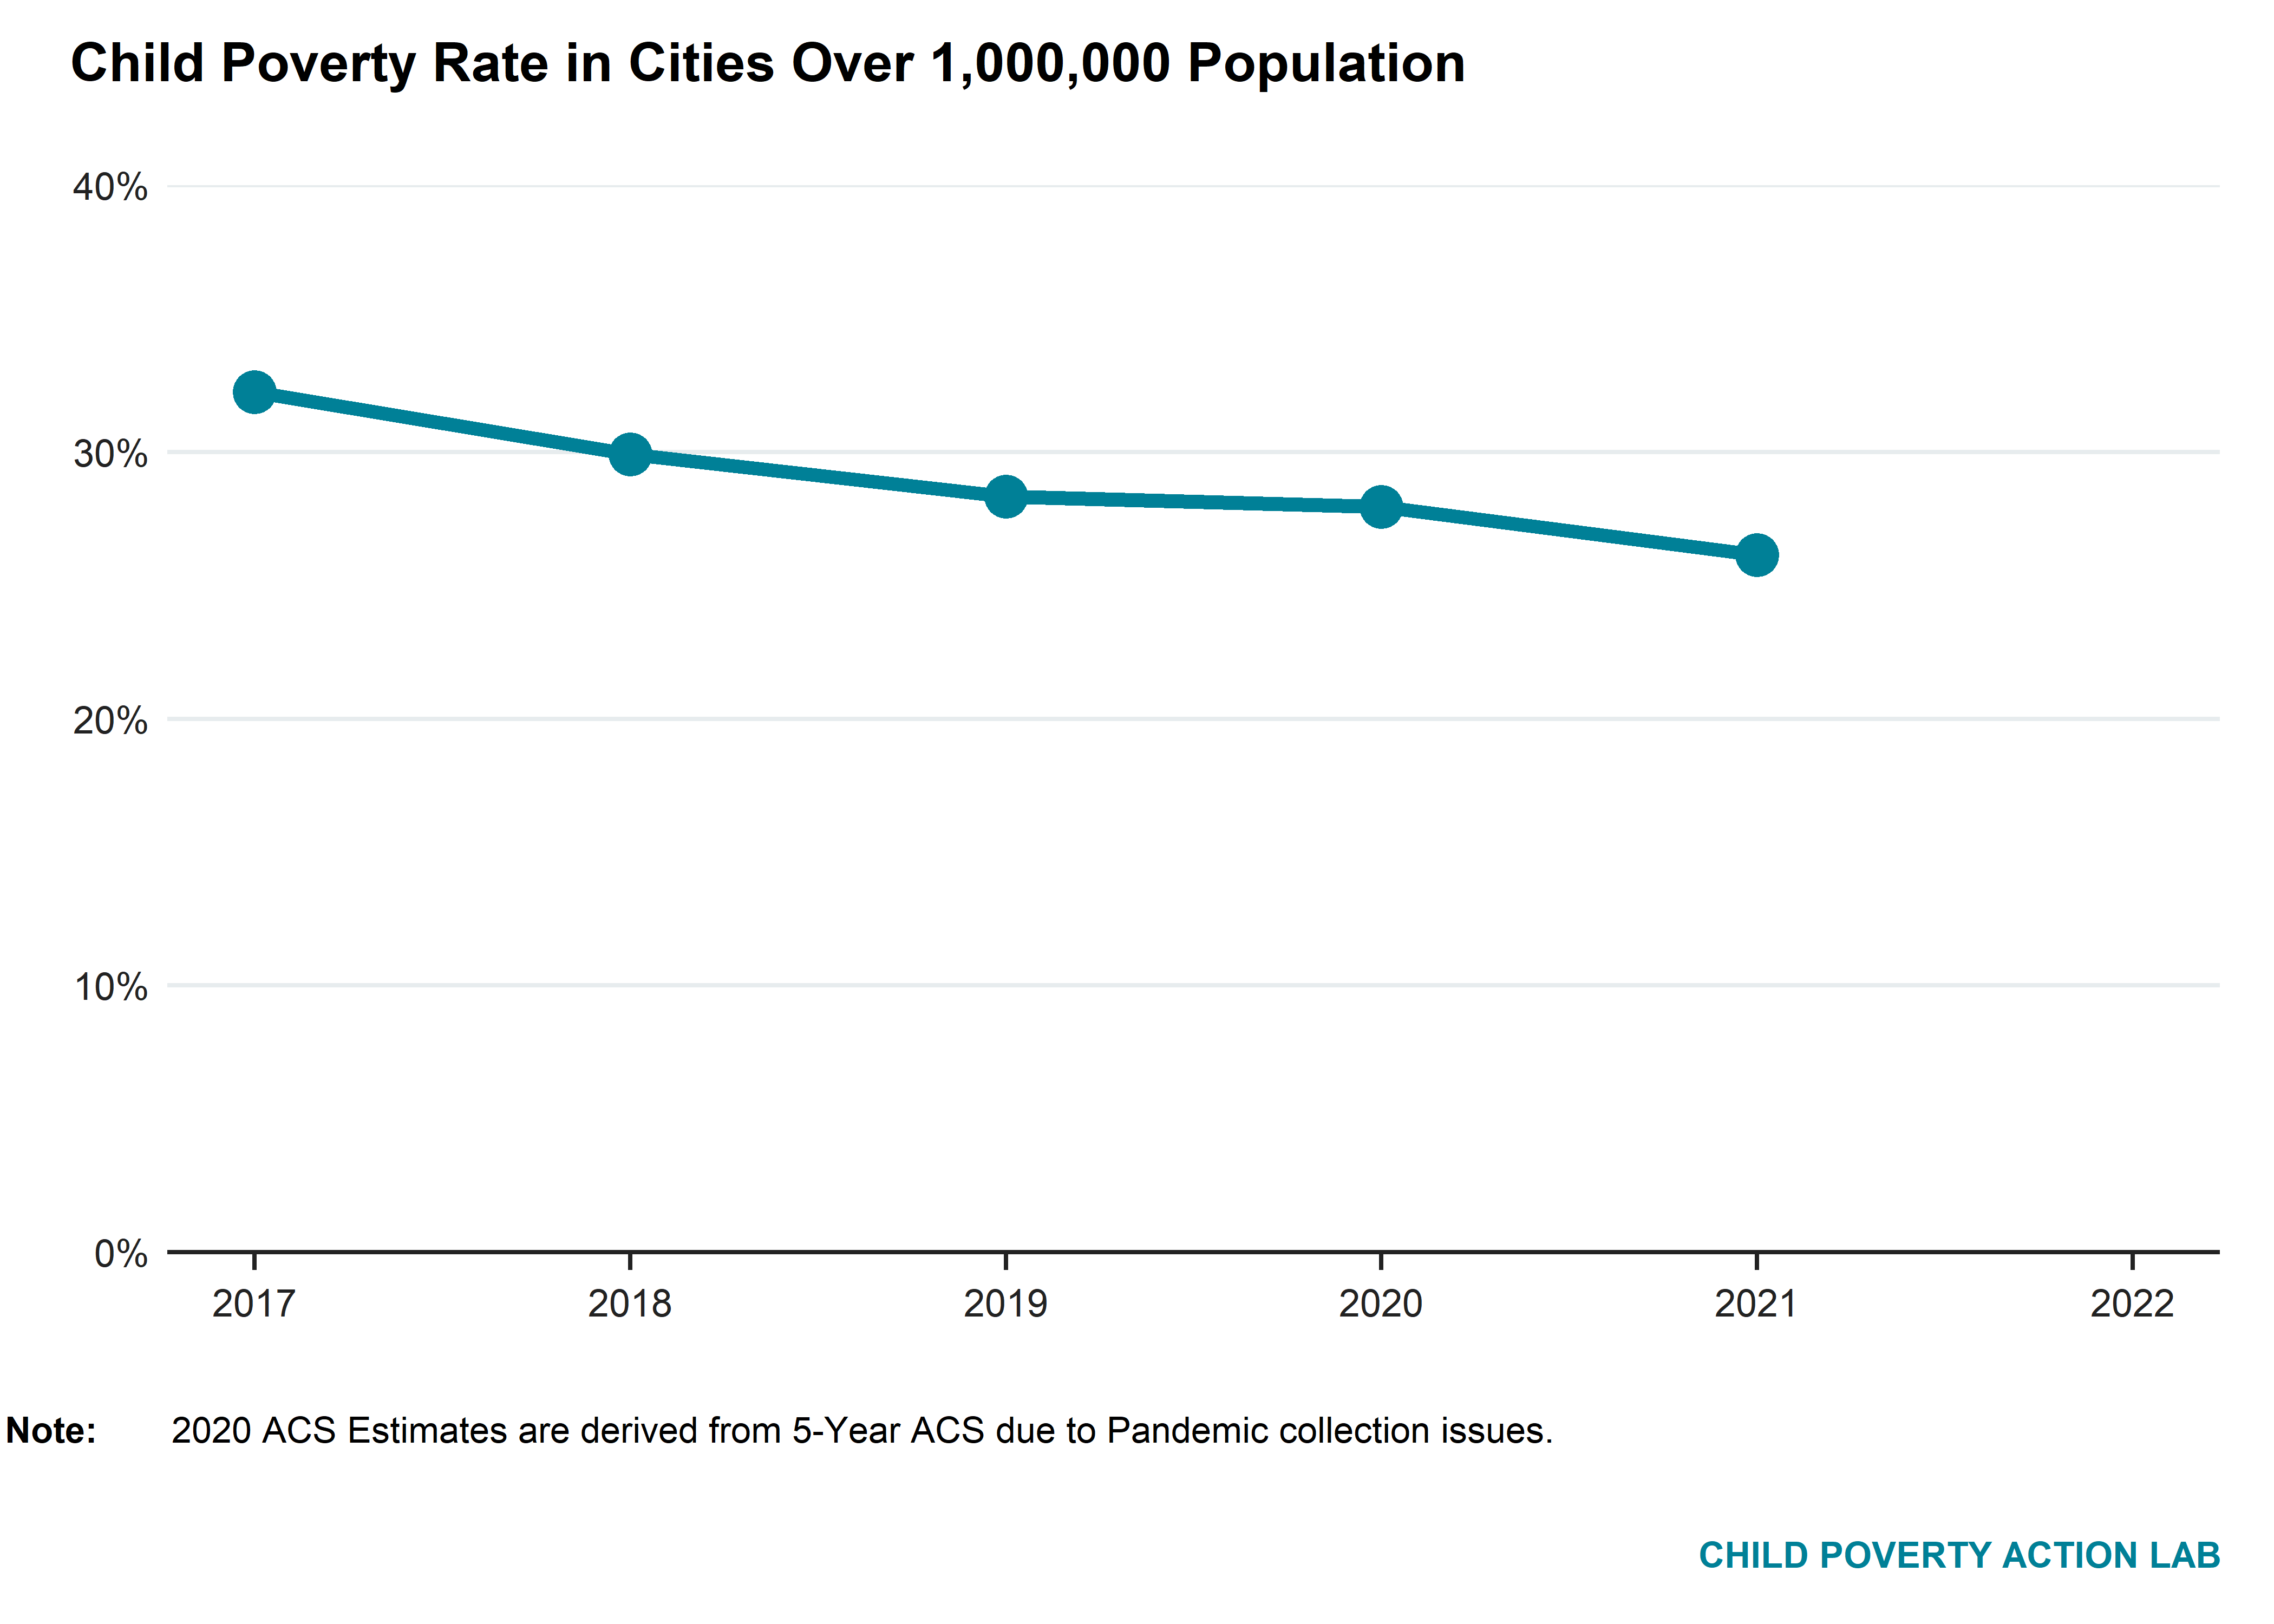 Child Poverty Rate in Cities Over 1,000,000 Population
40%
30%
20%
10%
0%
2017 2018 2019 2020 2021 2022
Note: 2020 ACS Estimates are derived from 5-Year ACS due to Pandemic collection issues.
CHILD POVERTY ACTION LAB